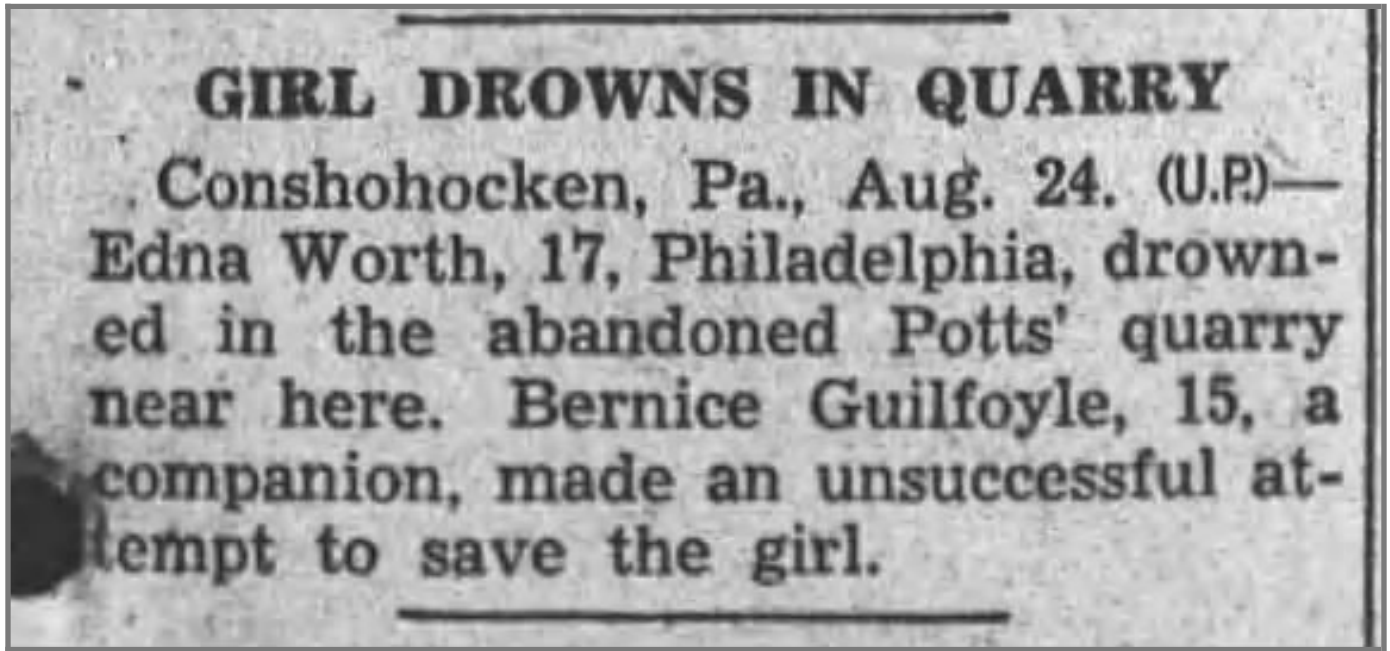 GIRL DROWNS IN QUARRY
Conshohocken, Pa., Aug. 24. (U.P.)—
Edna Worth, 17, Philadelphia, drown-
ed in the abandoned Potts' quarry
near here. Bernice Guilfoyle, 15, a
companion, made an unsuccessful at-
tempt to save the girl.